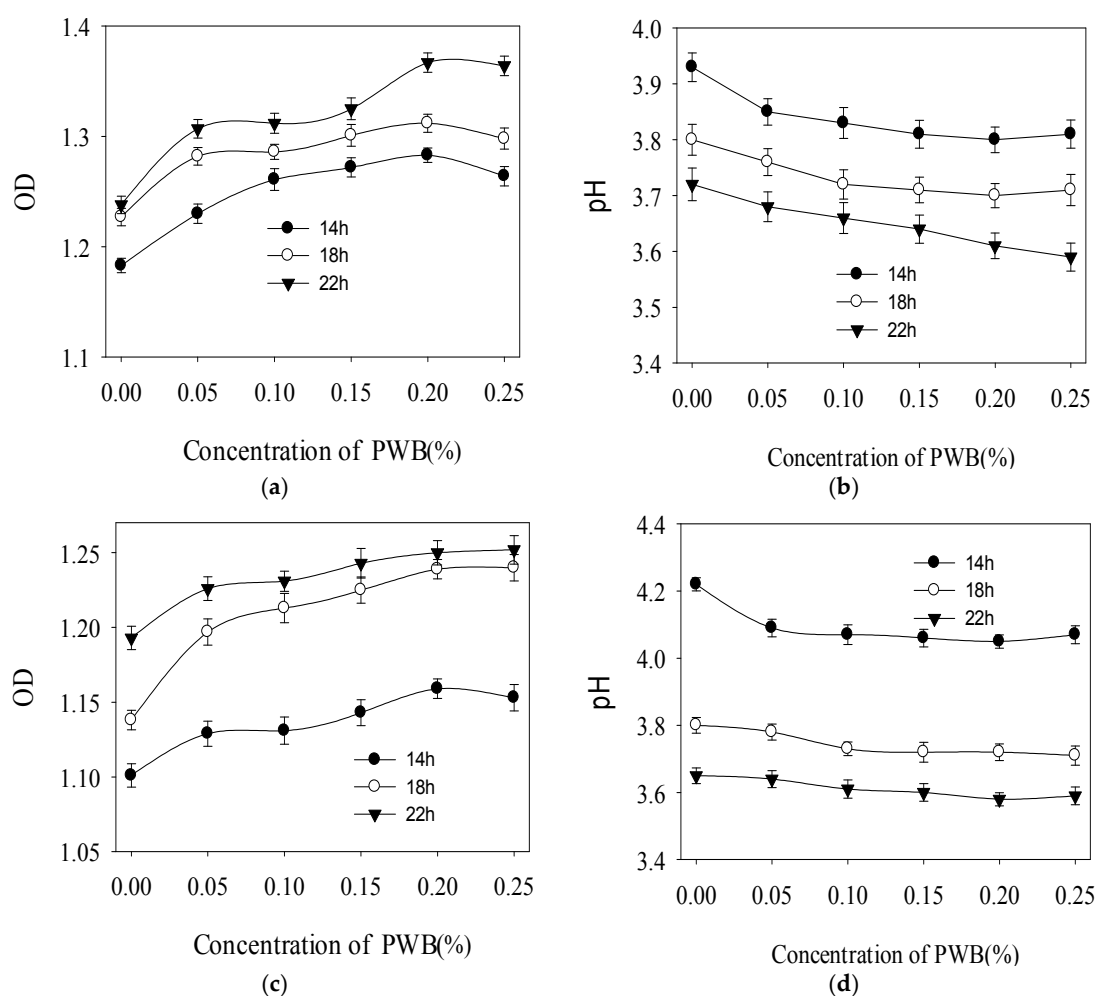 1.4
1.3
1.2
1.1
OD
14h
18h
22h
0.00 0.05 0.10 0.15 0.20 0.25
Concentration of PWB(%)
(a)
4.0
3.9
3.8
3.7
3.6
3.5
3.4
pH
14h
18h
22h
0.00 0.05 0.10 0.15 0.20 0.25
Concentration of PWB(%)
(b)
1.25
1.20
1.15
1.10
1.05
OD
14h
18h
22h
0.00 0.05 0.10 0.15 0.20 0.25
Concentration of PWB(%)
(c)
4.4
4.2
4.0
3.8
3.6
3.4
pH
14h
18h
22h
0.00 0.05 0.10 0.15 0.20 0.25
Concentration of PWB(%)
(d)